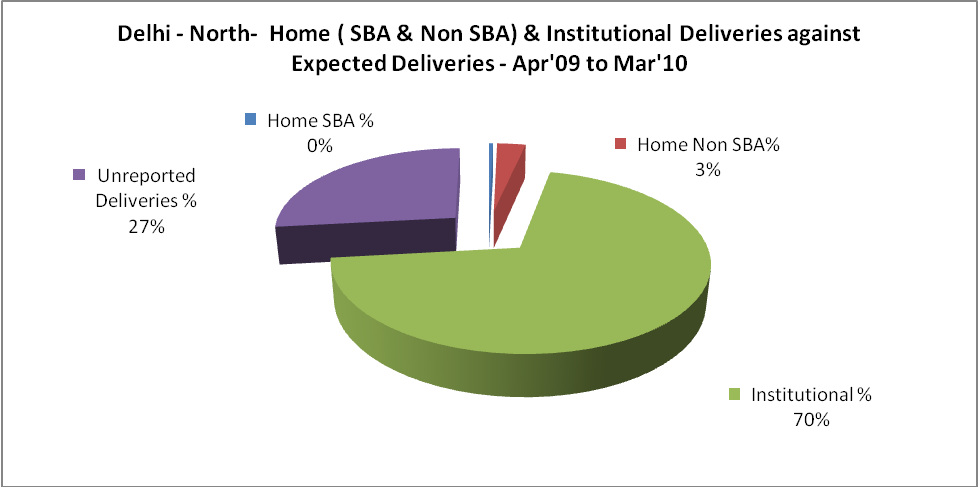 Delhi - North-  Home ( SBA & Non SBA) & Institutional Deliveries against
Expected Deliveries - Apr'09 to Mar'10
Home SBA %
0%
Home Non SBA%
3%
Unreported
Deliveries %
27%
Institutional %
70%